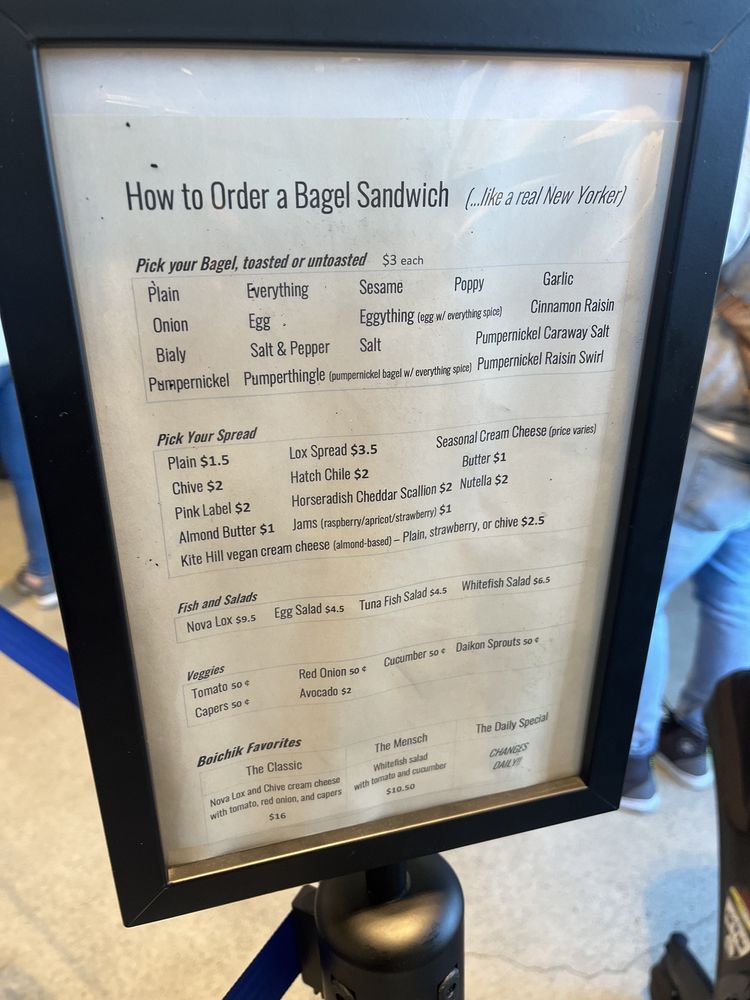 How to Order a Bagel Sandwich (...like a real New Yorker)
Pick your Bagel, toasted or untoasted $3 each
Plain Everything Sesame Poppy Garlic
Onion Egg Eggything (egg w/ everything spice) Cinnamon Raisin
Bialy Salt & Pepper Salt Pumpernickel Caraway Salt
Pumpernickel Pumperthingle (pumpernickel bagel w/ everything spice) Pumpernickel Raisin Swirl
Pick Your Spread
Plain $1.5 Lox Spread $3.5 Seasonal Cream Cheese (price varies)
Chive $2 Hatch Chile $2 Butter $1
Pink Label $2 Horseradish Cheddar Scallion $2 Nutella $2
Almond Butter $1 Jams (raspberry/apricot/strawberry) $1
Kite Hill vegan cream cheese (almond-based) – Plain, strawberry, or chive $2.5
Fish and Salads
Nova Lox $9.5 Egg Salad $4.5 Tuna Fish Salad $4.5 Whitefish Salad $6.5
Veggies
Tomato 50 ¢ Red Onion 50 ¢ Cucumber 50 ¢ Daikon Sprouts 50 ¢
Capers 50 ¢ Avocado $2
Boichik Favorites
The Classic The Mensch The Daily Special
Nova Lox and Chive cream cheese Whitefish salad CHANGES
with tomato, red onion, and capers with tomato and cucumber DAILY!!
$16 $10.50